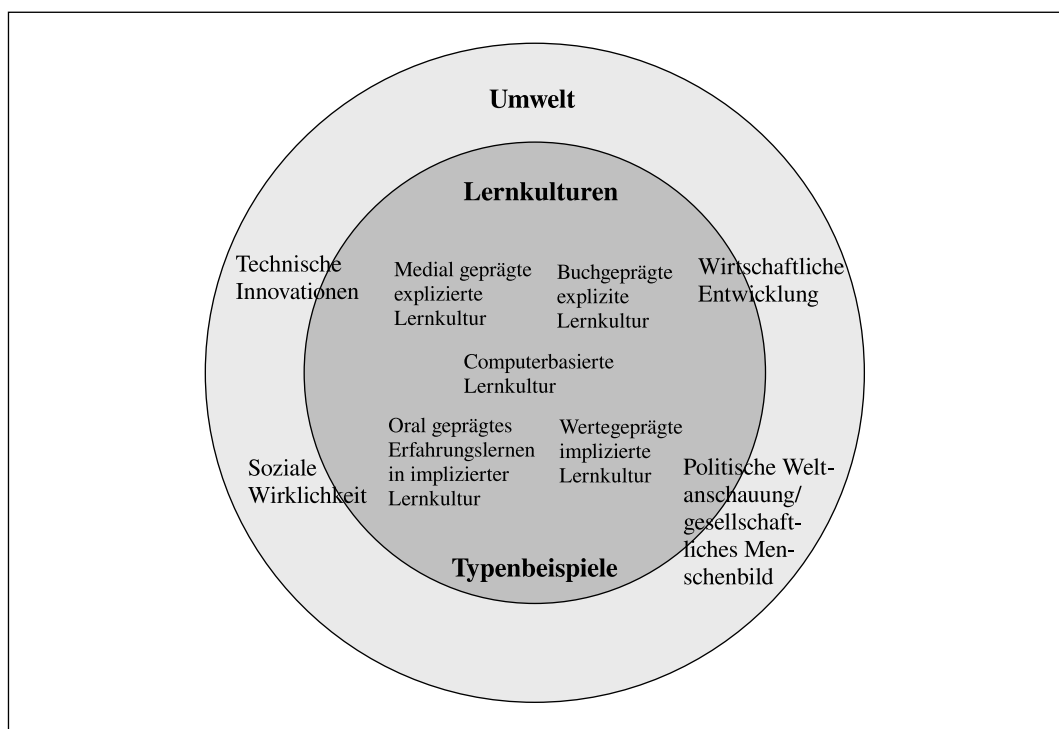 Umwelt
Lernkulturen
Technische
Innovationen
Medial geprägte
explizierte
Lernkultur
Buchgeprägte
explizite
Lernkultur
Wirtschaftliche
Entwicklung
Computerbasierte
Lernkultur
Soziale
Wirklichkeit
Oral geprägtes
Erfahrungslernen
in implizierter
Lernkultur
Wertegeprägte
implizierte
Lernkultur
Politische Welt-
anschauung/
gesellschaft-
liches Men-
schenbild
Typenbeispiele